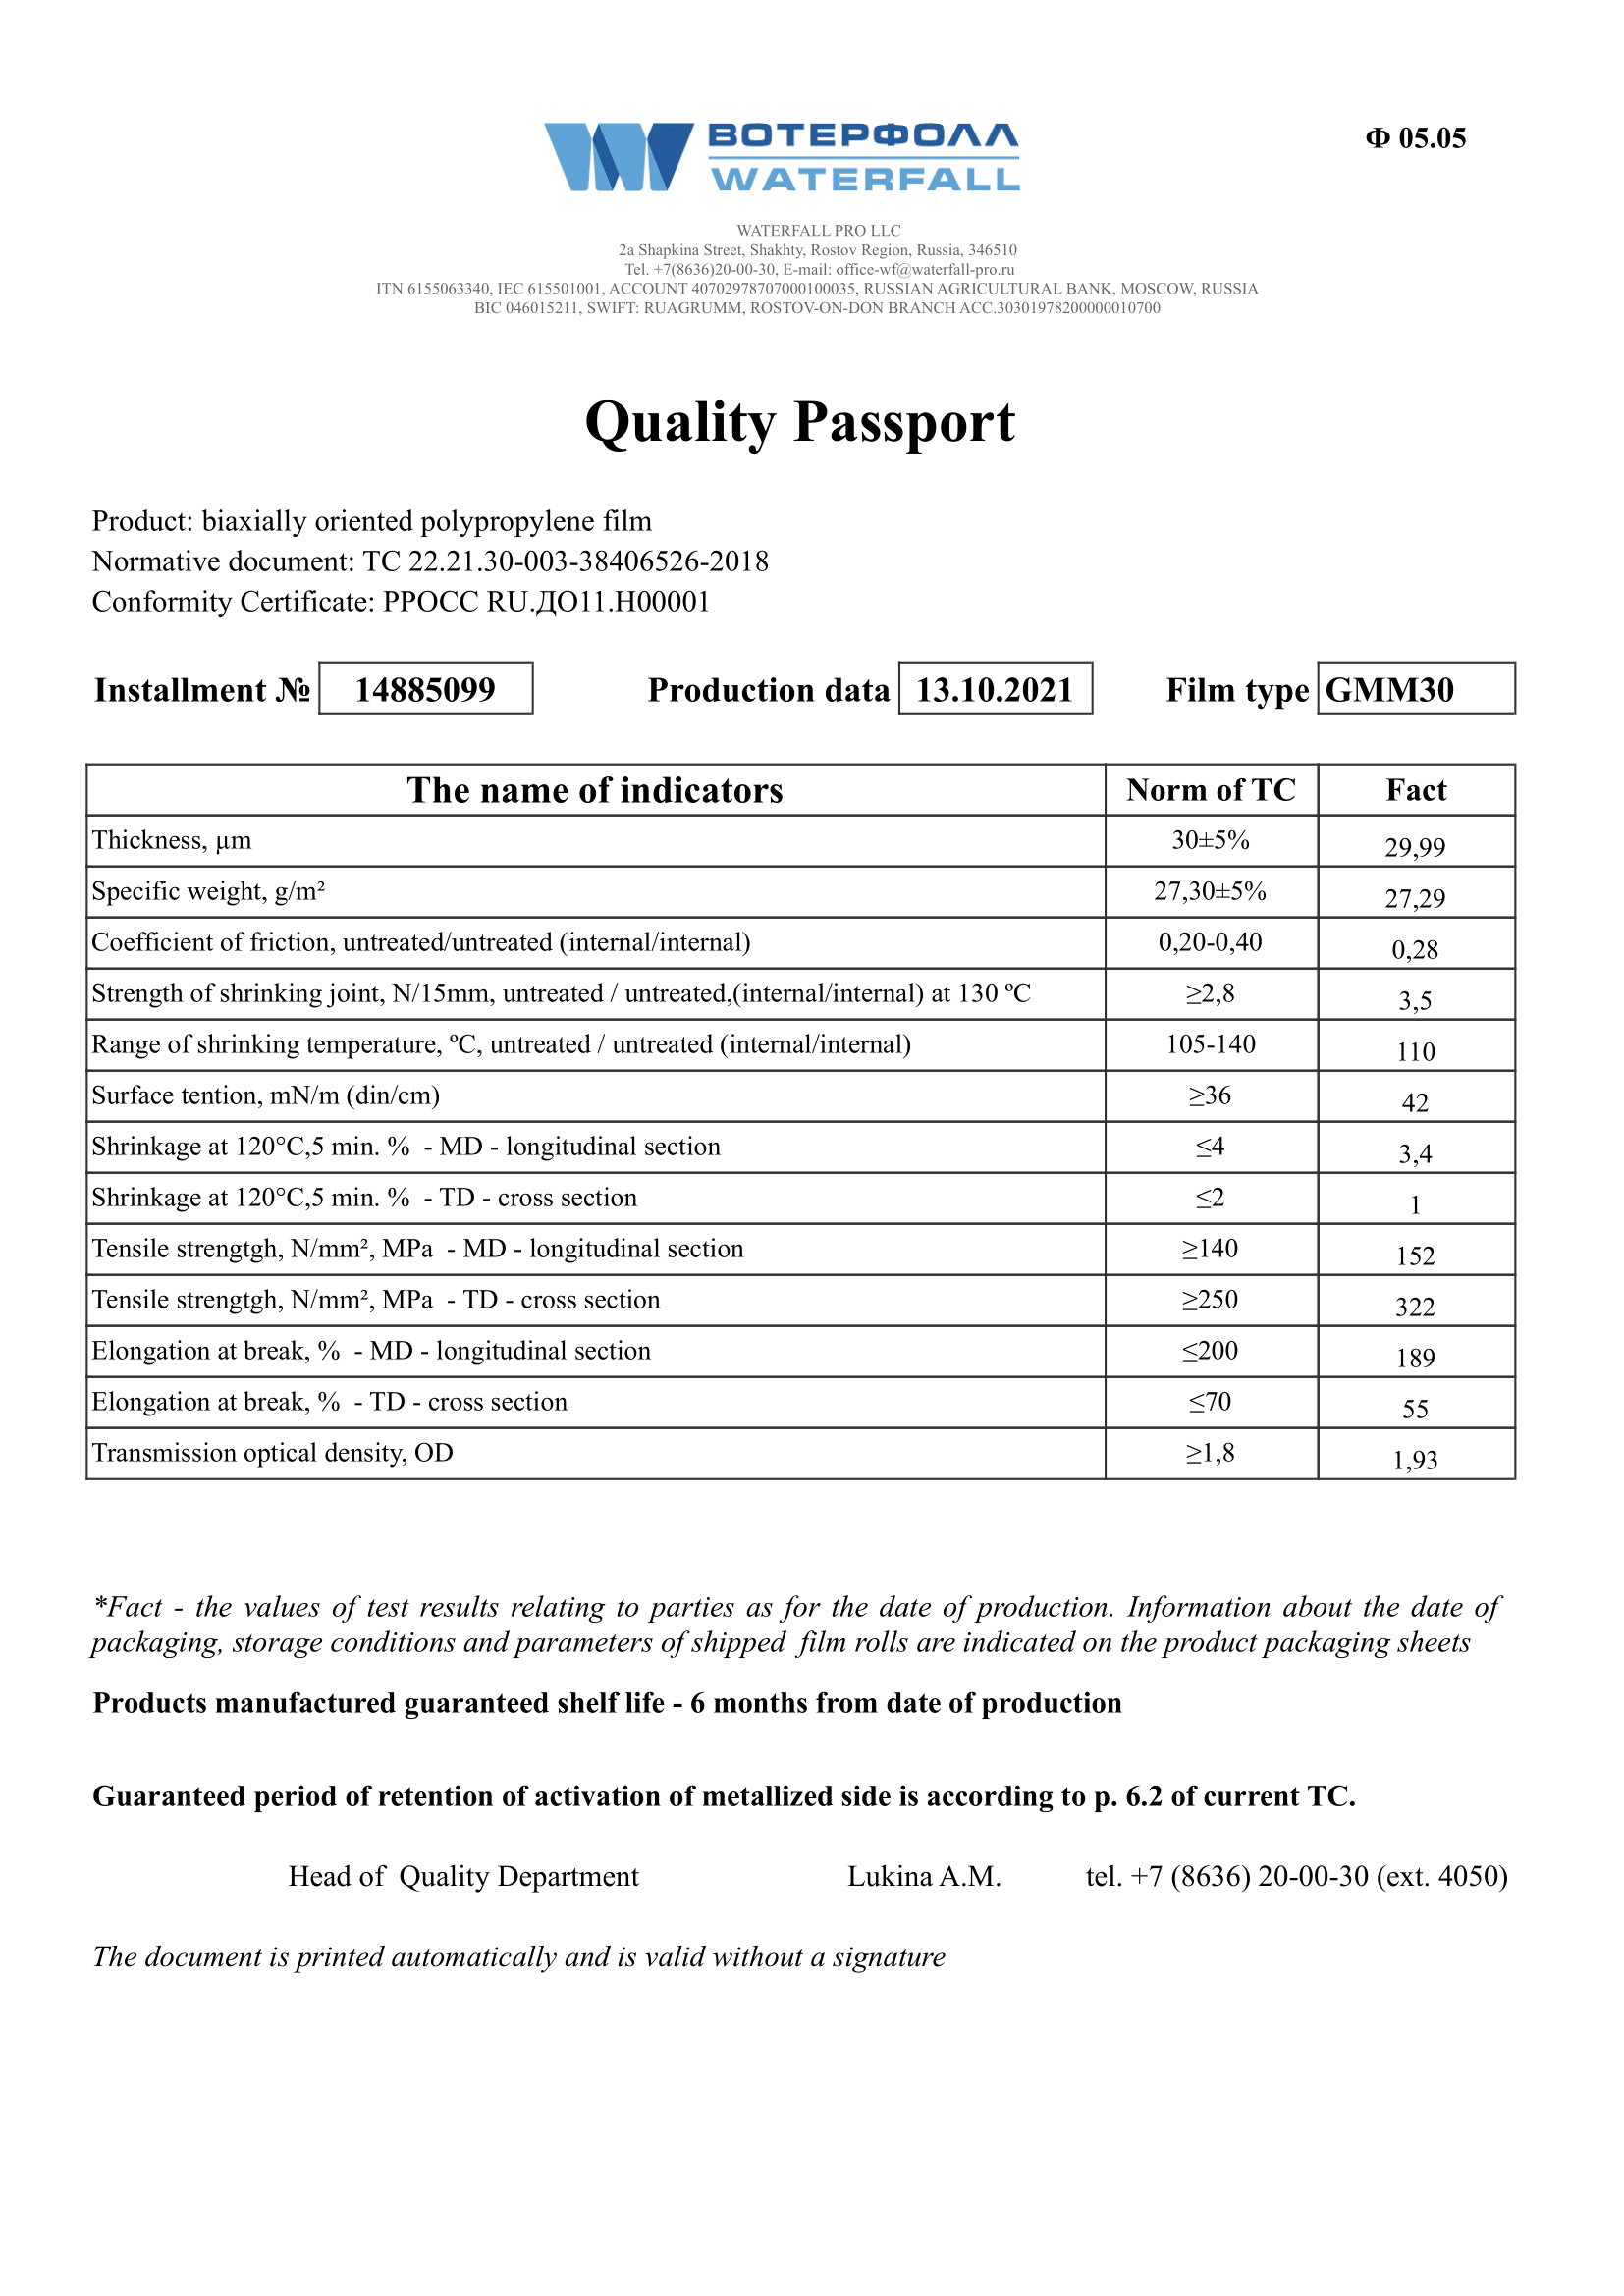 ВОТЕРФОЛЛ
WATERFALL
Ф 05.05
WATERFALL PRO LLC
2a Shapkina Street, Shakhty, Rostov Region, Russia, 346510
Tel. +7(8636)20-00-30, E-mail: office-wf@waterfall-pro.ru
ITN 6155063340, IEC 615501001, ACCOUNT 40702978707000100035, RUSSIAN AGRICULTURAL BANK, MOSCOW, RUSSIA
BIC 046015211, SWIFT: RUAGRUMM, ROSTOV-ON-DON BRANCH ACC.30301978200000010700
Quality Passport
Product: biaxially oriented polypropylene film
Normative document: TC 22.21.30-003-38406526-2018
Conformity Certificate: РРОСС RU.ДО11.Н00001
Installment № 14885099 Production data 13.10.2021 Film type GMM30
The name of indicators Norm of TC Fact
Thickness, µm 30±5% 29,99
Specific weight, g/m² 27,30±5% 27,29
Coefficient of friction, untreated/untreated (internal/internal) 0,20-0,40 0,28
Strength of shrinking joint, N/15mm, untreated / untreated,(internal/internal) at 130 ºC ≥2,8 3,5
Range of shrinking temperature, ºC, untreated / untreated (internal/internal) 105-140 110
Surface tention, mN/m (din/cm) ≥36 42
Shrinkage at 120°C,5 min. % - MD - longitudinal section ≤4 3,4
Shrinkage at 120°C,5 min. % - TD - cross section ≤2 1
Tensile strengtgh, N/mm², MPa - MD - longitudinal section ≥140 152
Tensile strengtgh, N/mm², MPa - TD - cross section ≥250 322
Elongation at break, % - MD - longitudinal section ≤200 189
Elongation at break, % - TD - cross section ≤70 55
Transmission optical density, OD ≥1,8 1,93
*Fact - the values of test results relating to parties as for the date of production. Information about the date of
packaging, storage conditions and parameters of shipped film rolls are indicated on the product packaging sheets
Products manufactured guaranteed shelf life - 6 months from date of production
Guaranteed period of retention of activation of metallized side is according to p. 6.2 of current TC.
Head of Quality Department Lukina A.M. tel. +7 (8636) 20-00-30 (ext. 4050)
The document is printed automatically and is valid without a signature